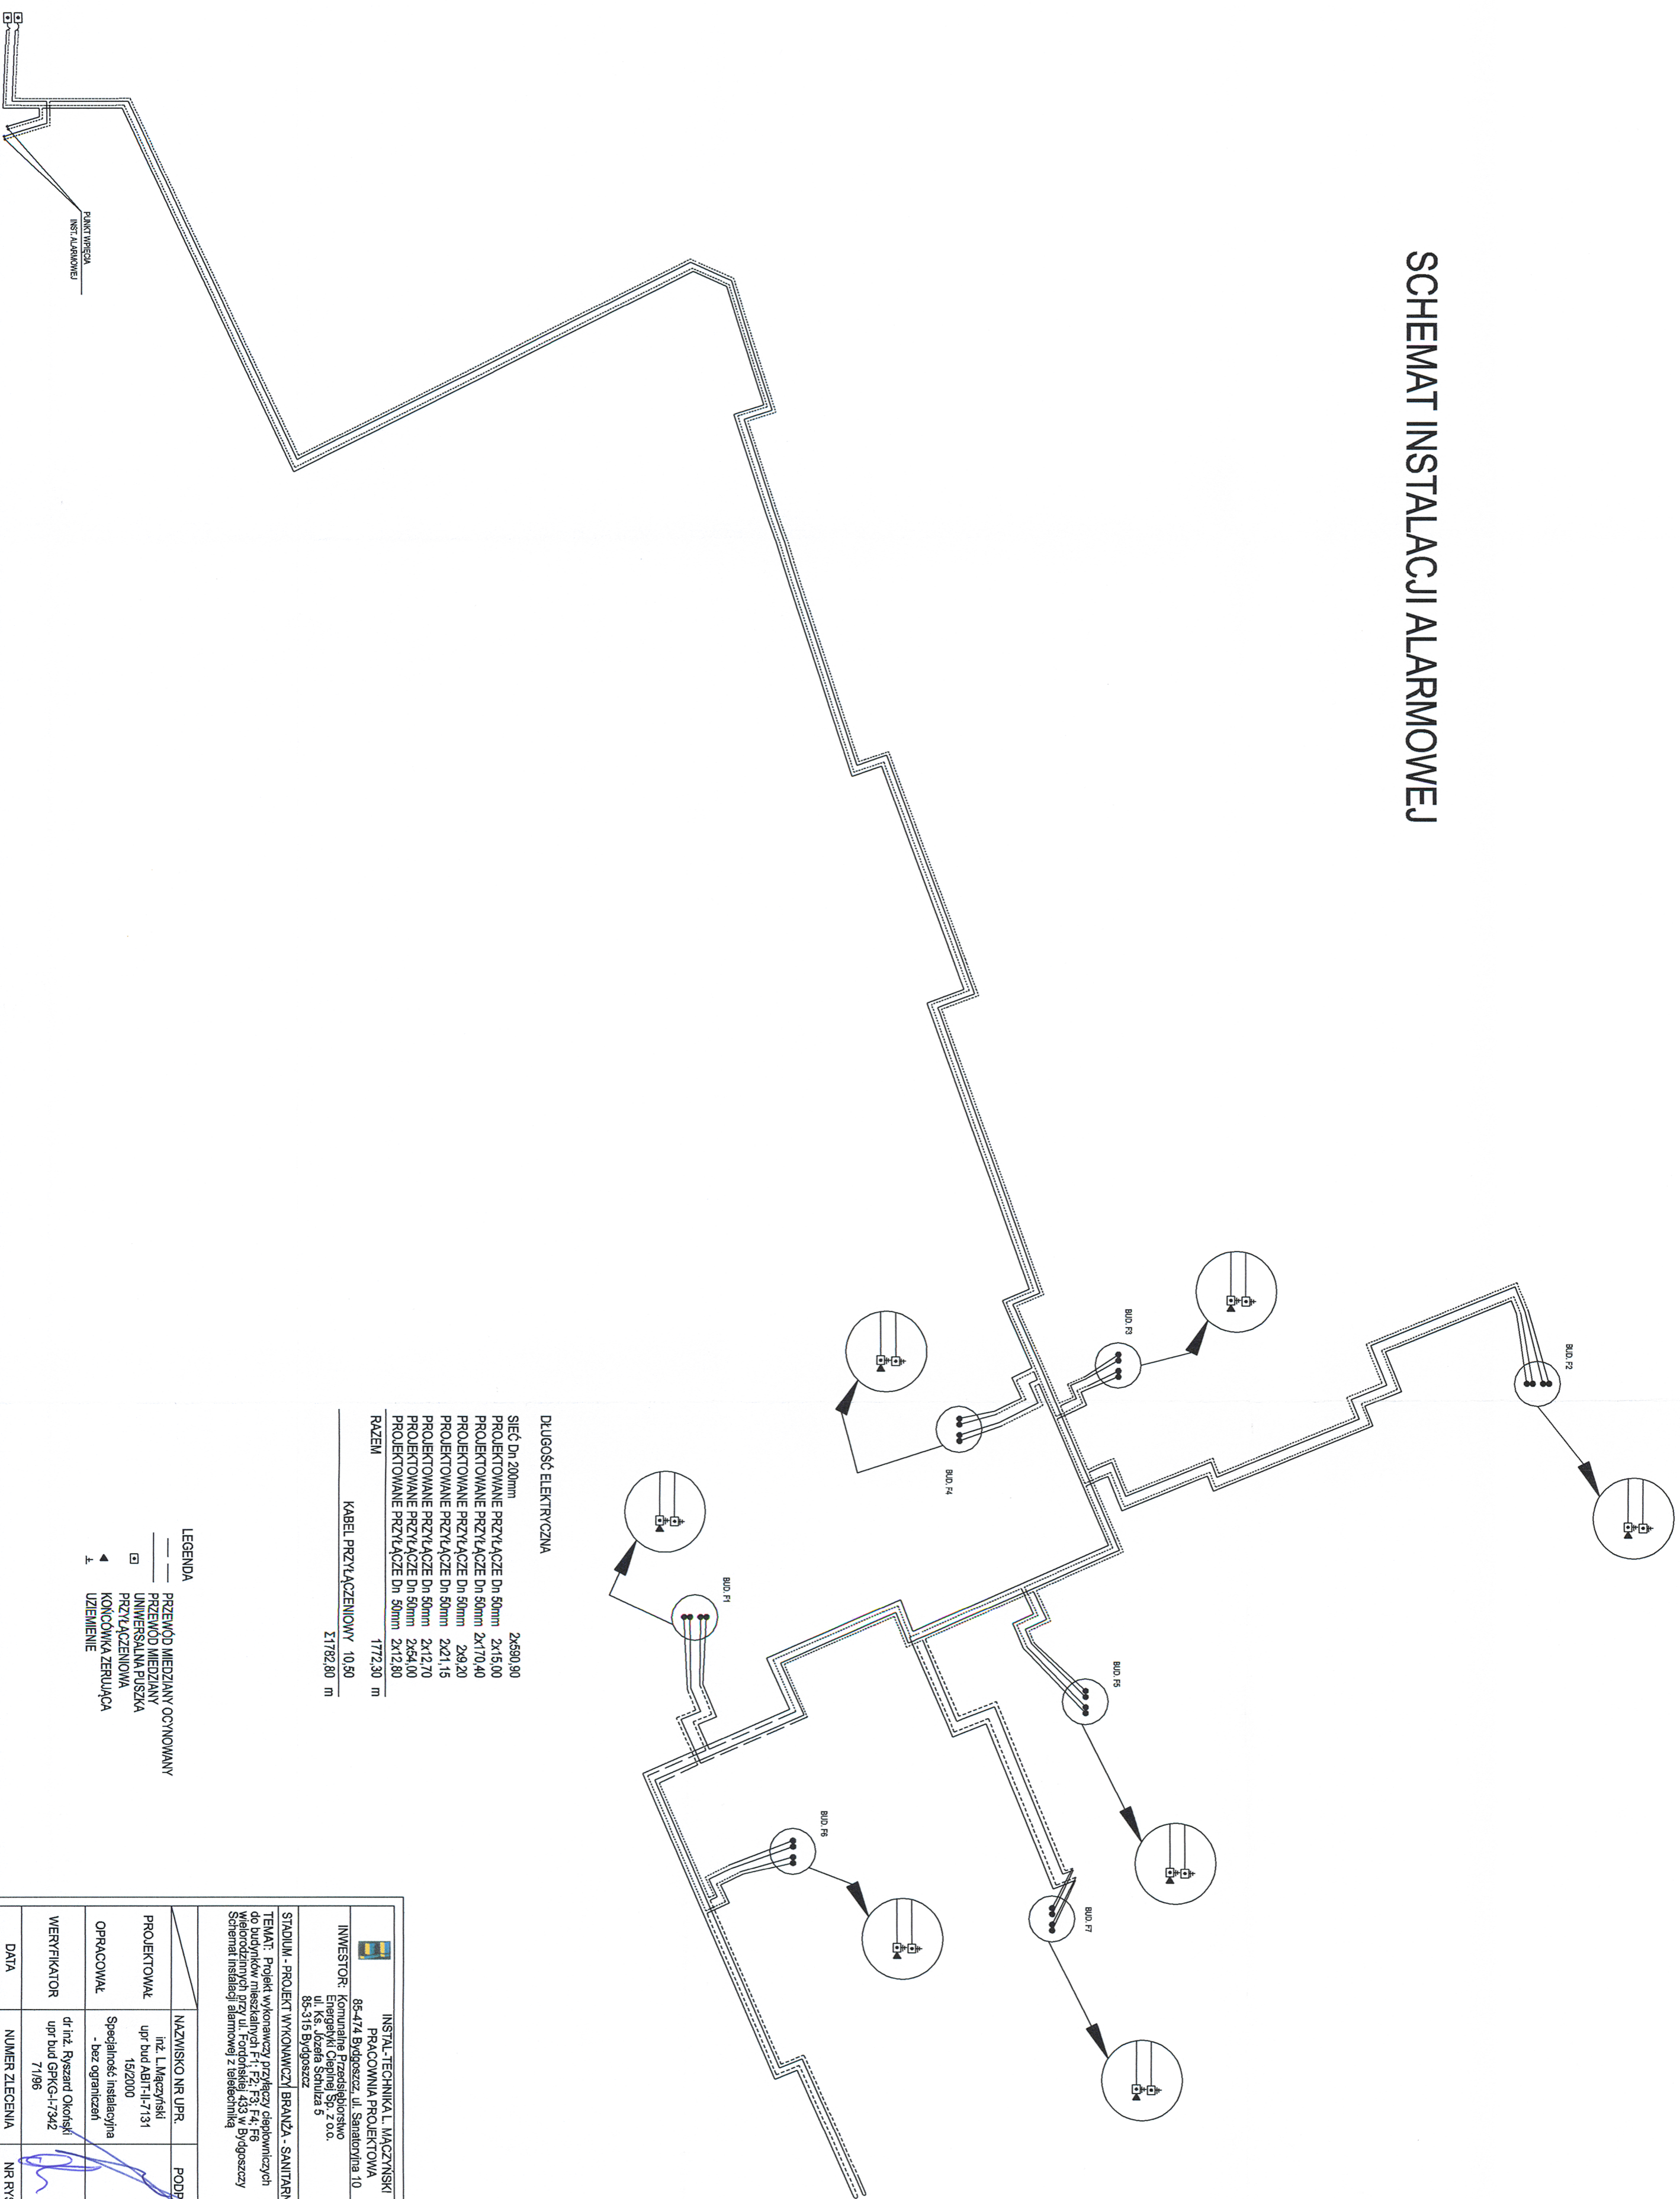 SCHEMAT INSTALACJI ALARMOWEJ
PUNKT WPIĘCIA
INST. ALARMOWEJ
BUD. F2
BUD. F3
BUD. F4
BUD. F5
BUD. F1
BUD. F7
BUD. F6
DŁUGOŚĆ ELEKTRYCZNA
SIEĆ Dn 200mm 2x590,90
PROJEKTOWANE PRZYŁĄCZE Dn 50mm 2x15,00
PROJEKTOWANE PRZYŁĄCZE Dn 50mm 2x170,40
PROJEKTOWANE PRZYŁĄCZE Dn 50mm 2x9,20
PROJEKTOWANE PRZYŁĄCZE Dn 50mm 2x21,15
PROJEKTOWANE PRZYŁĄCZE Dn 50mm 2x12,70
PROJEKTOWANE PRZYŁĄCZE Dn 50mm 2x54,00
PROJEKTOWANE PRZYŁĄCZE Dn 50mm 2x12,80
RAZEM 1772,30 m
KABEL PRZYŁĄCZENIOWY 10,50
Σ1782,80 m
LEGENDA
PRZEWÓD MIEDZIANY OCYNOWANY
PRZEWÓD MIEDZIANY
UNIWERSALNA PUSZKA
PRZYŁĄCZENIOWA
KOŃCÓWKA ZERUJĄCA
UZIEMIENIE
INSTAL-TECHNIKA L. MĄCZYŃSKI
PRACOWNIA PROJEKTOWA
85-474 Bydgoszcz, ul. Sanatoryjna 10
INWESTOR: Komunalne Przedsiębiorstwo
Energetyki Cieplnej Sp. z o.o.
ul. Ks. Józefa Schulza 5
85-315 Bydgoszcz
STADIUM - PROJEKT WYKONAWCZY BRANŻA - SANITARN
TEMAT: Projekt wykonawczy przyłączy ciepłowniczych
do budynków mieszkalnych F1; F2; F3; F4; F6
wielorodzinnych przy ul. Fordońskiej 433 w Bydgoszczy
Schemat instalacji alarmowej z teletechniką
NAZWISKO NR UPR. PODP
PROJEKTOWAŁ inż. L.Mączyński
upr bud ABIT-II-7131
15/2000
OPRACOWAŁ Specjalność instalacyjna
- bez ograniczeń
WERYFIKATOR dr inż. Ryszard Okoński
upr bud GPKG-I-7342
71/96
DATA NUMER ZLECENIA NR RYS